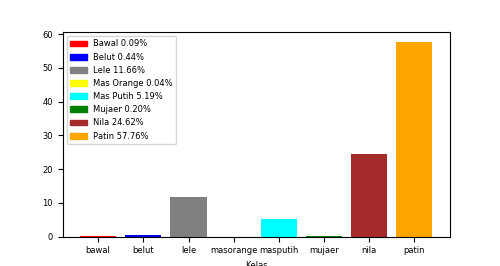 60
50
40
30
20
10
0
Bawal 0.09%
Belut 0.44%
Lele 11.66%
Mas Orange 0.04%
Mas Putih 5.19%
Mujaer 0.20%
Nila 24.62%
Patin 57.76%
bawal belut lele masorange masputih mujaer nila patin
Kelas